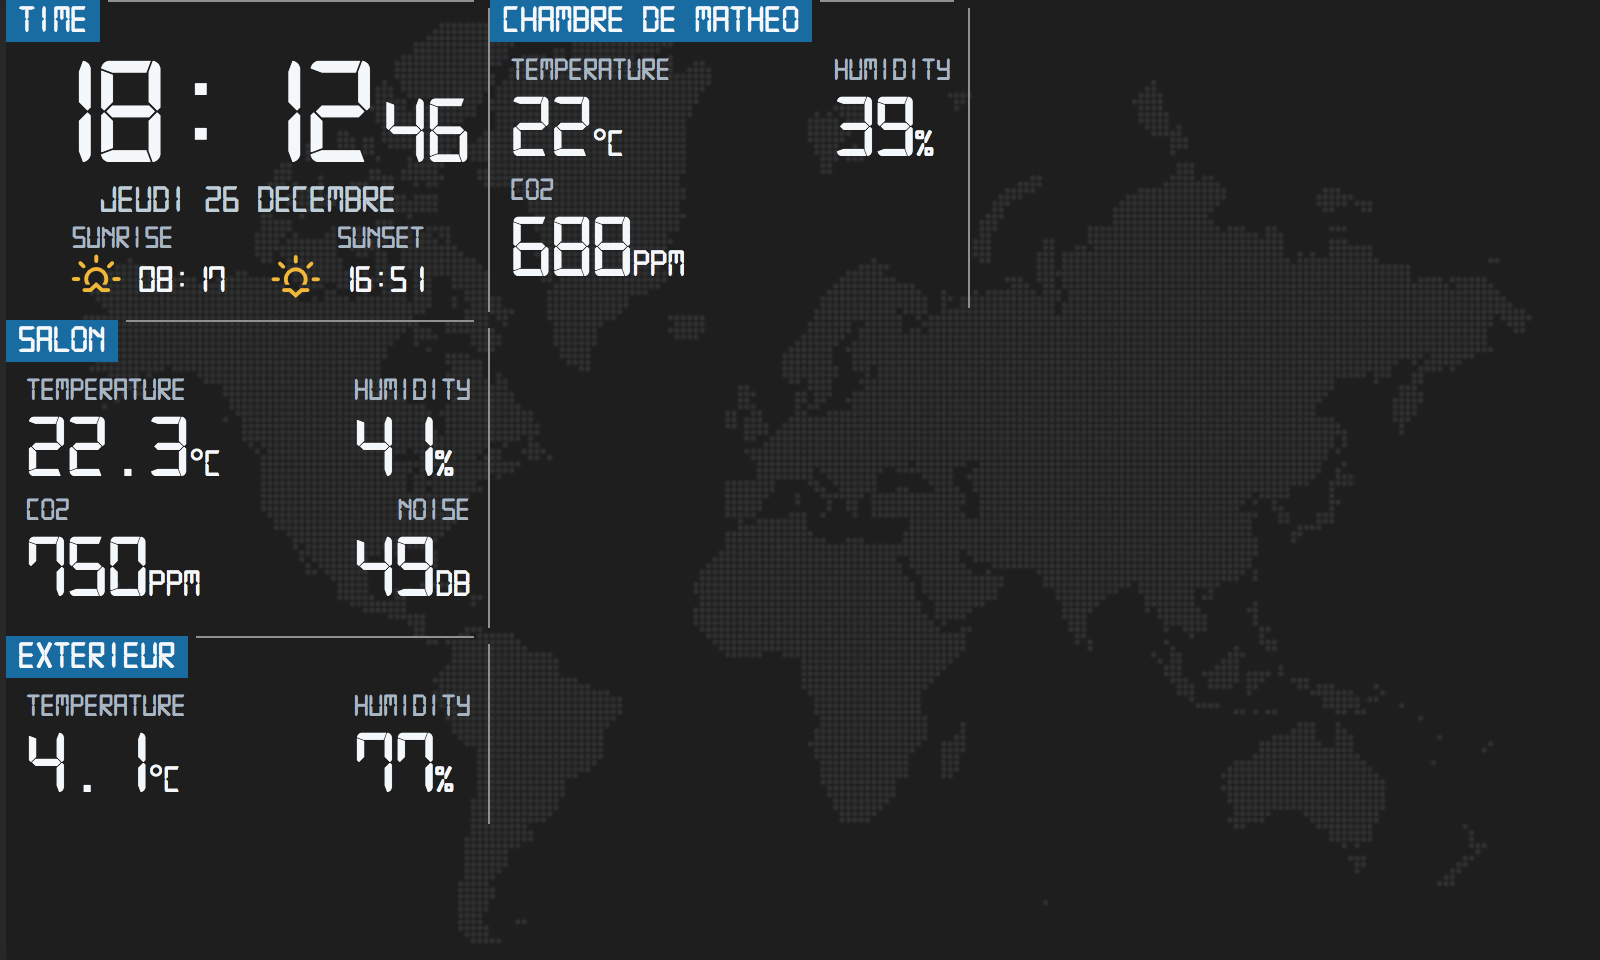 TIME
18:12 46
JEUDI 26 DECEMBRE
SUNRISE SUNSET
08:17 16:51
CHAMBRE DE MATHEO
TEMPERATURE HUMIDITY
22°C 39%
CO2
688PPM
SALON
TEMPERATURE HUMIDITY
22.3°C 41%
CO2 NOISE
750PPM 49DB
EXTERIEUR
TEMPERATURE HUMIDITY
4.1°C 77%